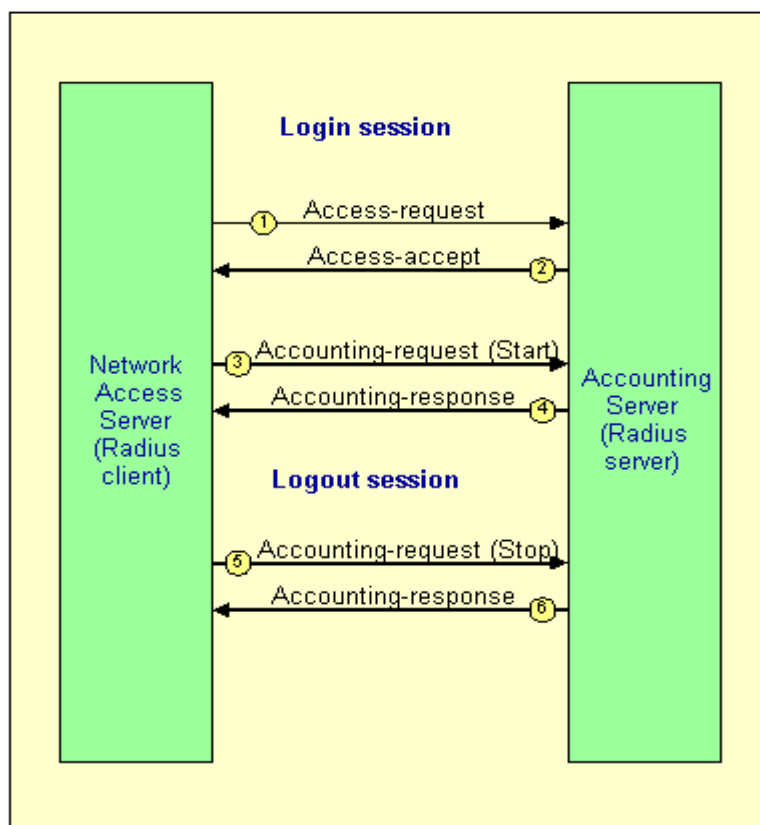 Login session
1
Access-request
Access-accept
2
Network
Access
Server
(Radius
client)
3
Accounting-request (Start)
Accounting-response
4
Accounting
Server
(Radius
server)
Logout session
5
Accounting-request (Stop)
Accounting-response
6